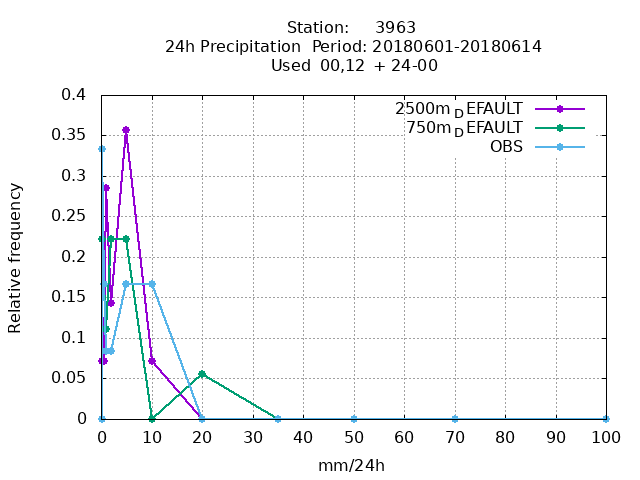 Station: 3963
24h Precipitation Period: 20180601-20180614
Used 00,12 + 24-00
0.4
2500mDEFAULT
750mDEFAULT
OBS
0.35
0.3
0.25
0.2
0.15
0.1
0.05
0
Relative frequency
0 10 20 30 40 50 60 70 80 90 100
mm/24h